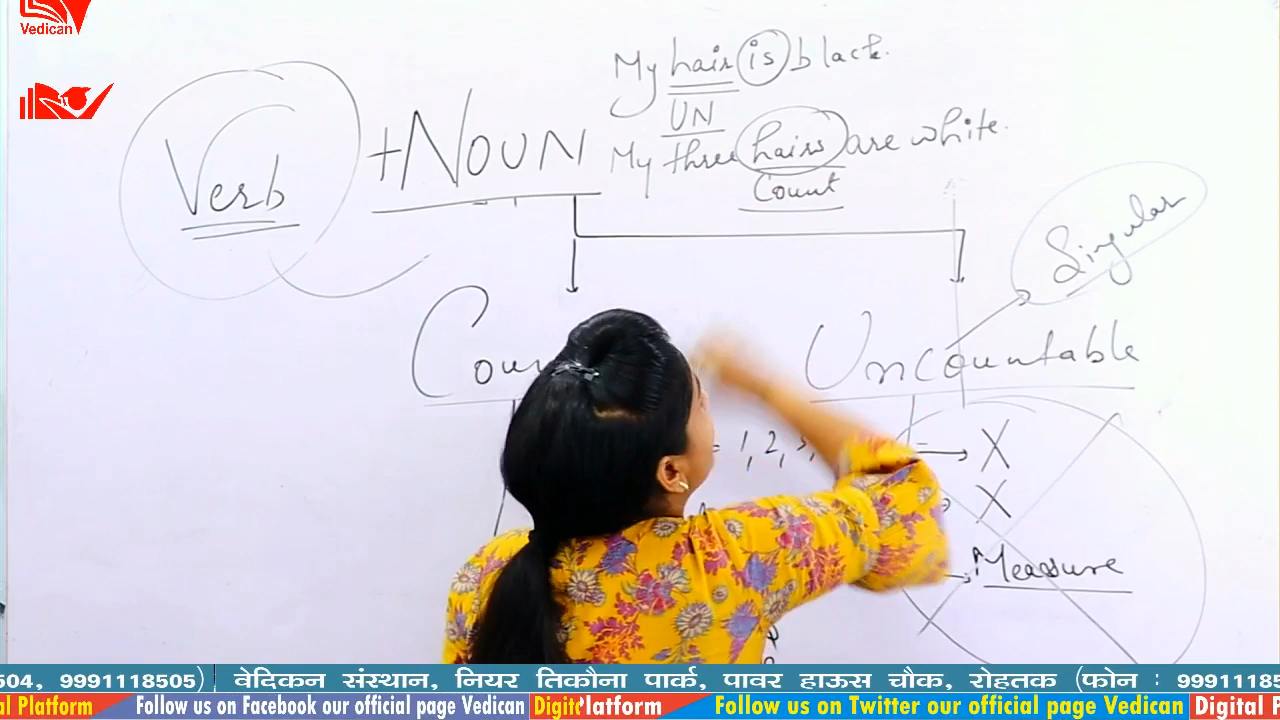 Vedican
My hair is black.
UN
Verb + NOUN
My three hairs are white.
Count
Singular
Uncountable
= 1, 2, 3,
X
X
Measure
504, 9991118505) वेदिकन संस्थान, नियर तिकौना पार्क, पावर हाऊस चौक, रोहतक (फोन : 99911185
al Platform Follow us on Facebook our official page Vedican Digit Platform Follow us on Twitter our official page Vedican Digital P